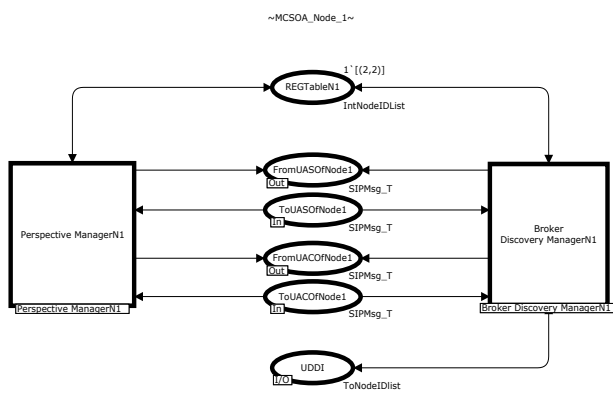 ~MCSOA_Node_1~
1`[(2,2)]
REGTableN1
IntNodeIDList
FromUASOfNode1
Out
SIPMsg_T
ToUASOfNode1
In
SIPMsg_T
Perspective ManagerN1
Broker
Discovery ManagerN1
FromUACOfNode1
Out
SIPMsg_T
ToUACOfNode1
In
SIPMsg_T
Perspective ManagerN1
Broker Discovery ManagerN1
UDDI
I/O
ToNodeIDlist